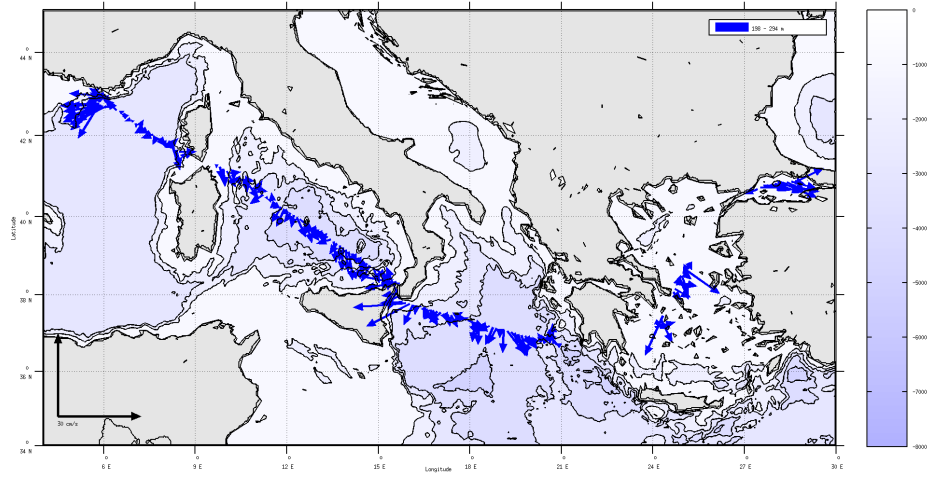 198 - 294 m
0
-1000
-2000
-3000
-4000
-5000
-6000
-7000
-8000
44 N
42 N
40 N
38 N
36 N
34 N
Latitude
30 cm/s
6 E
9 E
12 E
15 E
18 E
21 E
24 E
27 E
30 E
Longitude